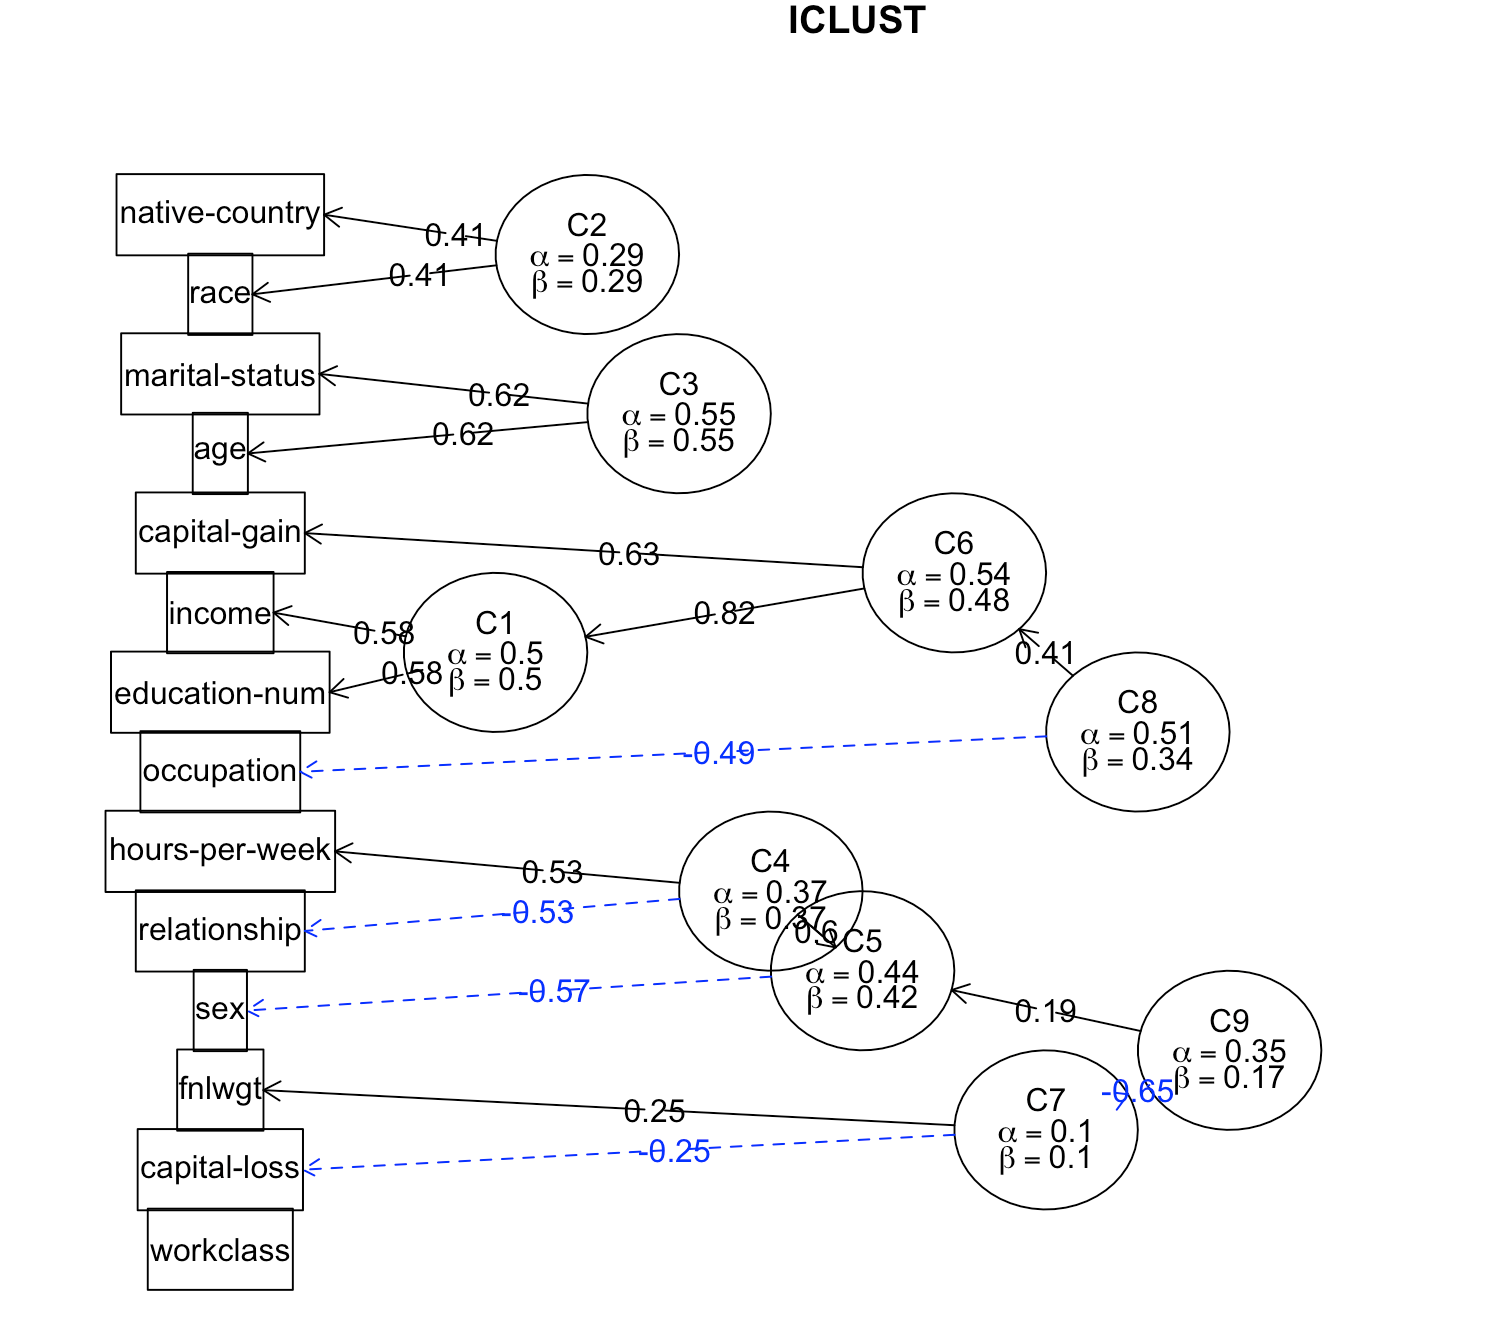 ICLUST
native-country
race
marital-status
age
capital-gain
income
education-num
occupation
hours-per-week
relationship
sex
fnlwgt
capital-loss
workclass
C2
α = 0.29
β = 0.29
0.41
0.41
C3
α = 0.55
β = 0.55
0.62
0.62
C6
α = 0.54
β = 0.48
0.63
0.82
C1
α = 0.5
β = 0.5
0.58
0.58
C8
α = 0.51
β = 0.34
0.41
-0.49
C4
α = 0.37
β = 0.37
0.53
-0.53
0.6
C5
α = 0.44
β = 0.42
-0.57
C9
α = 0.35
β = 0.17
0.19
-0.65
C7
α = 0.1
β = 0.1
0.25
-0.25